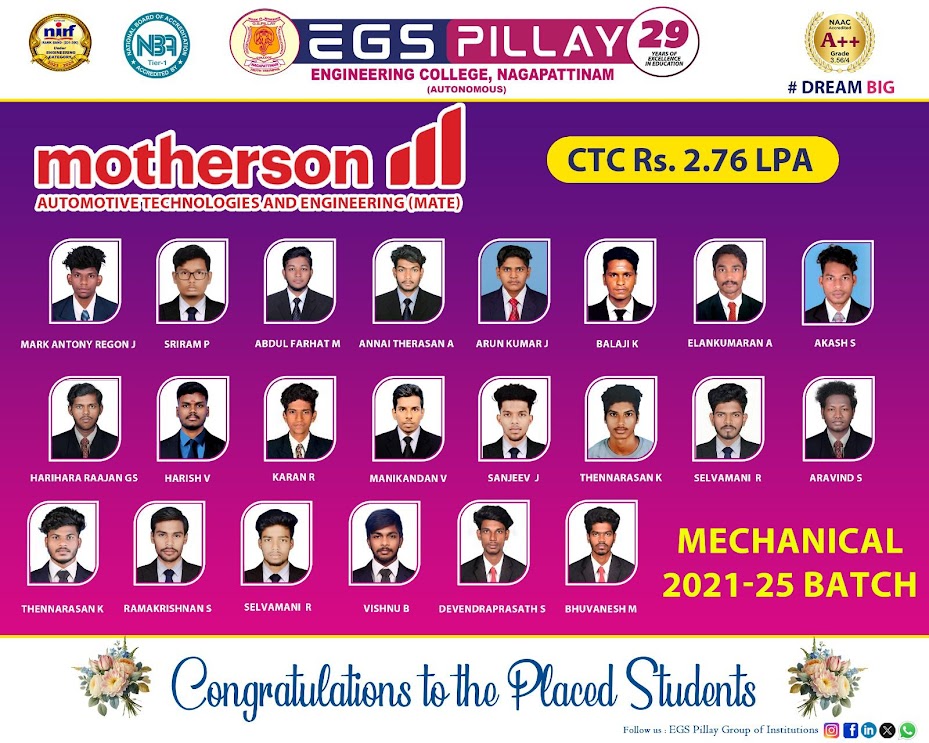 nirf
NATIONAL BOARD OF ACCREDITATION
NBA
Tier-1
ACCREDITED BY
EGS PILLAY
ENGINEERING COLLEGE, NAGAPATTINAM
(AUTONOMOUS)
29
YEARS OF
EXCELLENCE
IN EDUCATION
NAAC
Accredited
A++
Grade
3.56/4
# DREAM BIG
motherson
AUTOMOTIVE TECHNOLOGIES AND ENGINEERING (MATE)
CTC Rs. 2.76 LPA
MARK ANTONY REGON J SRIRAM P ABDUL FARHAT M ANNAI THERASAN A ARUN KUMAR J BALAJI K ELANKUMARAN A AKASH S
HARIHARA RAAJAN GS HARISH V KARAN R MANIKANDAN V SANJEEV J THENNARASAN K SELVAMANI R ARAVIND S
THENNARASAN K RAMAKRISHNAN S SELVAMANI R VISHNU B DEVENDRAPRASATH S BHUVANESH M
MECHANICAL
2021-25 BATCH
Congratulations to the Placed Students
Follow us : EGS Pillay Group of Institutions